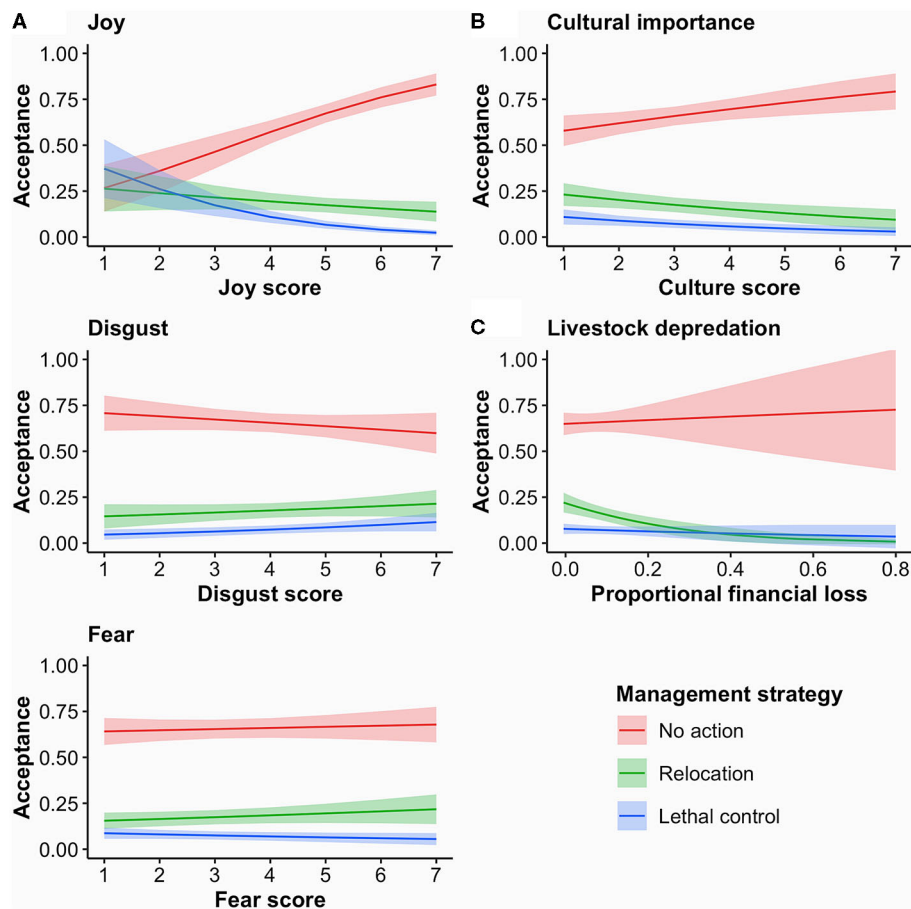 A
Joy
1.00
0.75
0.50
0.25
0.00
Acceptance
1 2 3 4 5 6 7
Joy score
B
Cultural importance
1.00
0.75
0.50
0.25
0.00
Acceptance
1 2 3 4 5 6 7
Culture score
Disgust
1.00
0.75
0.50
0.25
0.00
Acceptance
1 2 3 4 5 6 7
Disgust score
C
Livestock depredation
1.00
0.75
0.50
0.25
0.00
Acceptance
0.0 0.2 0.4 0.6 0.8
Proportional financial loss
Fear
1.00
0.75
0.50
0.25
0.00
Acceptance
1 2 3 4 5 6 7
Fear score
Management strategy
No action
Relocation
Lethal control